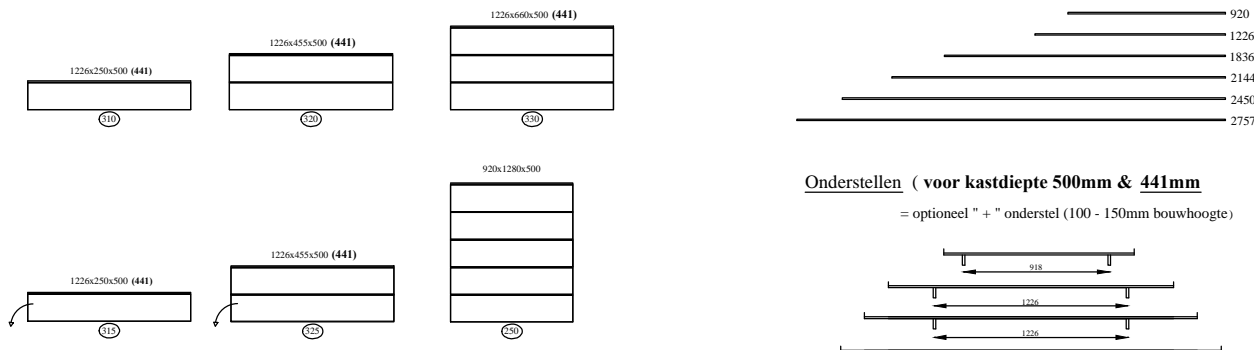 1226x250x500 (441)
310
1226x455x500 (441)
320
1226x660x500 (441)
330
1226x250x500 (441)
315
1226x455x500 (441)
325
920x1280x500
250
920
1226
1836
2144
2450
2757
Onderstellen ( voor kastdiepte 500mm & 441mm
= optioneel " + " onderstel (100 - 150mm bouwhoogte)
918
1226
1226